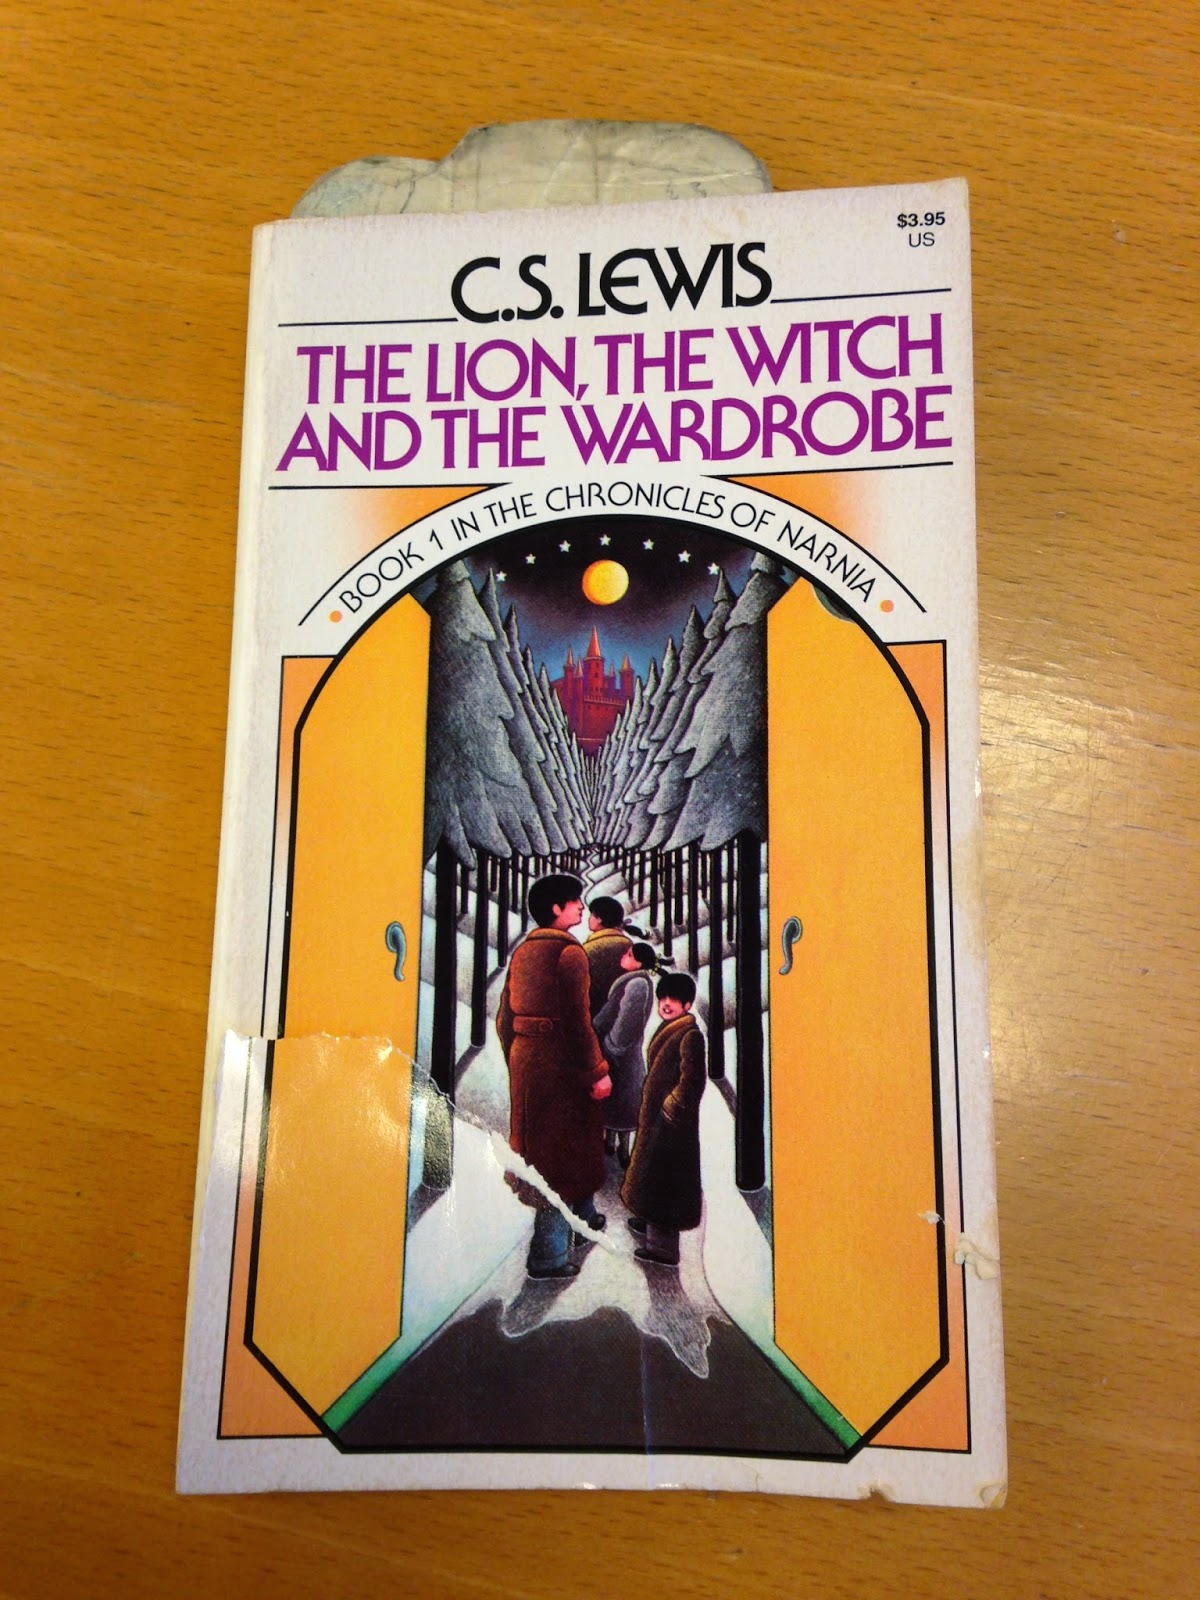 $3.95
US
C.S. LEWIS
THE LION, THE WITCH
AND THE WARDROBE
•BOOK 1 IN THE CHRONICLES OF NARNIA•